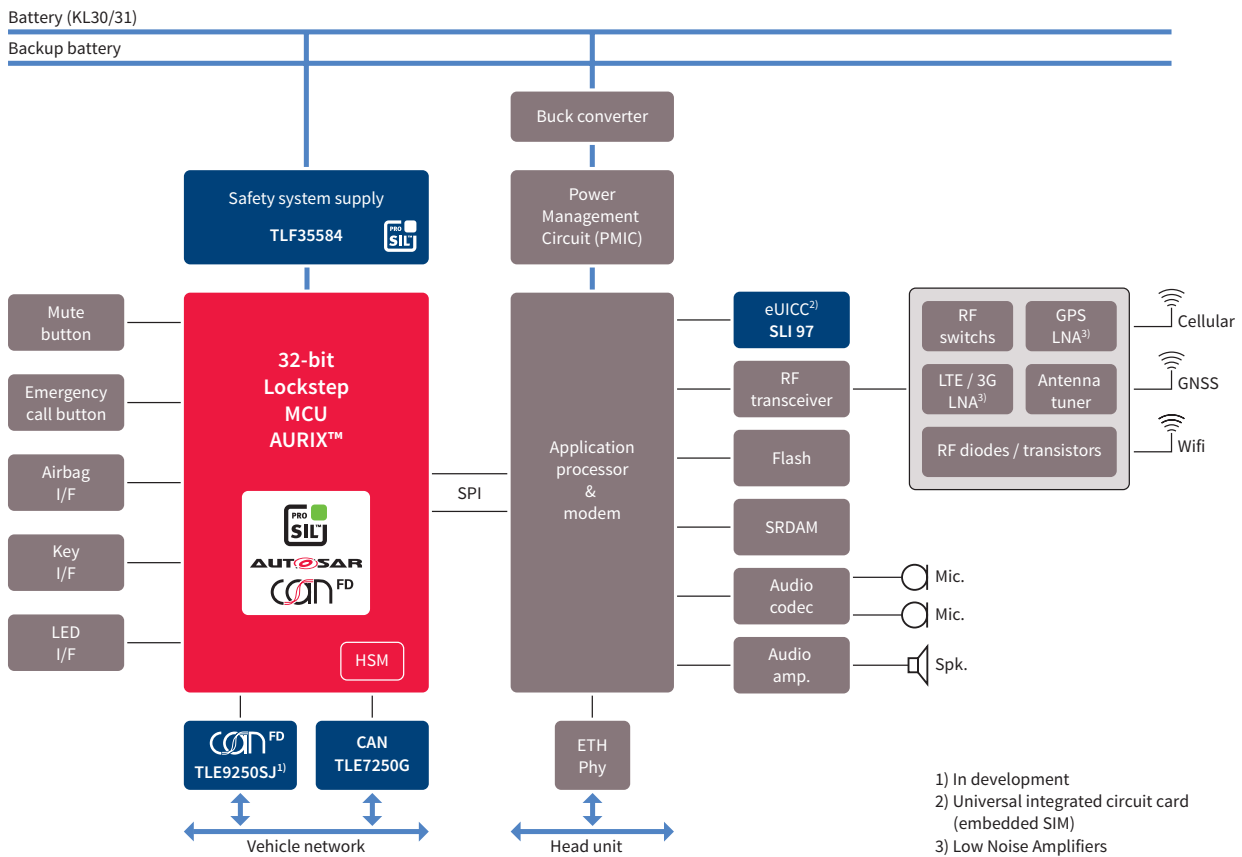 Battery (KL30/31)
Backup battery
Buck converter
Safety system supply
TLF35584
PRO
SIL™
Power
Management
Circuit (PMIC)
Mute
button
Emergency
call button
Airbag
I/F
Key
I/F
LED
I/F
32-bit
Lockstep
MCU
AURIX™
PRO
SIL™
AUTOSAR
CAN FD
HSM
SPI
Application
processor
&
modem
eUICC2)
SLI 97
RF
transceiver
Flash
SRDAM
Audio
codec
Audio
amp.
RF
switchs
GPS
LNA3)
LTE / 3G
LNA3)
Antenna
tuner
RF diodes / transistors
Cellular
GNSS
Wifi
Mic.
Mic.
Spk.
CAN FD
TLE9250SJ1)
CAN
TLE7250G
ETH
Phy
Vehicle network
Head unit
1) In development
2) Universal integrated circuit card
(embedded SIM)
3) Low Noise Amplifiers